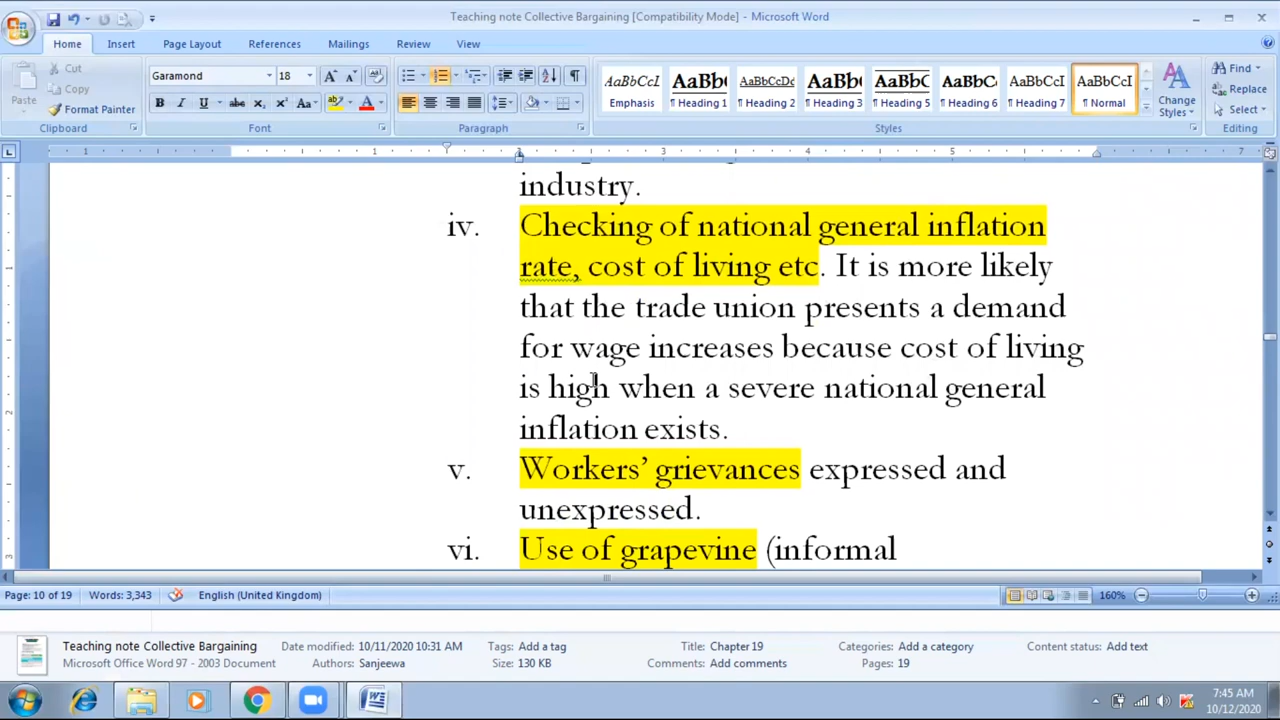 Teaching note Collective Bargaining [Compatibility Mode] - Microsoft Word
Home Insert Page Layout References Mailings Review View
Paste
Cut
Copy
Format Painter
Clipboard
Garamond 18
Font
Paragraph
AaBbCcI Emphasis
AaBbC Heading 1
AaBbCcDc Heading 2
AaBb( Heading 3
AaBbC Heading 5
AaBbCc Heading 6
AaBbCcI Heading 7
AaBbCcI Normal
Change Styles
Styles
Find
Replace
Select
Editing
1 1 3 4 5 7
industry.
iv. Checking of national general inflation
rate, cost of living etc. It is more likely
that the trade union presents a demand
for wage increases because cost of living
is high when a severe national general
inflation exists.
v. Workers’ grievances expressed and
unexpressed.
vi. Use of grapevine (informal
Page: 10 of 19 Words: 3,343 English (United Kingdom) 160%
Teaching note Collective Bargaining Date modified: 10/11/2020 10:31 AM Tags: Add a tag Title: Chapter 19 Categories: Add a category Content status: Add text
Microsoft Office Word 97 - 2003 Document Authors: Sanjeewa Size: 130 KB Comments: Add comments Pages: 19
7:45 AM
10/12/2020